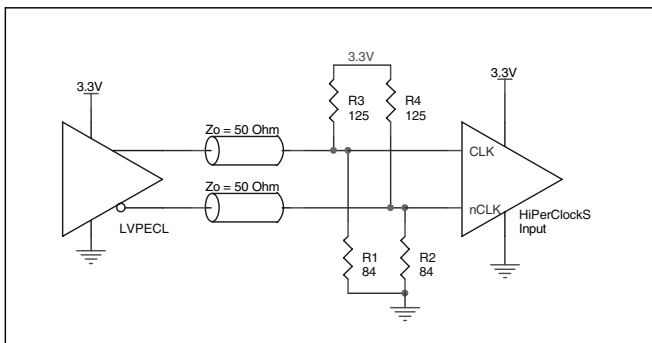 3.3V
3.3V
R3
125
R4
125
3.3V
Zo = 50 Ohm
CLK
Zo = 50 Ohm
nCLK
HiPerClockS
Input
LVPECL
R1
84
R2
84